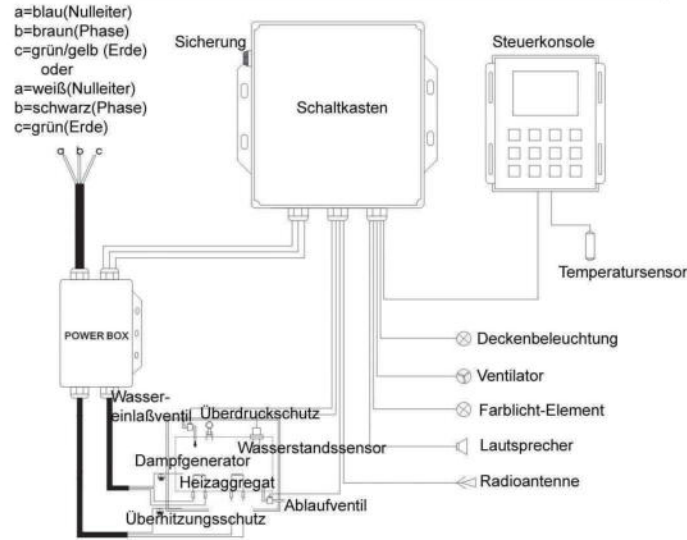 a=blau(Nulleiter)
b=braun(Phase)
c=grün/gelb (Erde)
oder
a=weiß(Nulleiter)
b=schwarz(Phase)
c=grün(Erde)
a b c
Sicherung
Schaltkasten
Steuerkonsole
Temperatursensor
POWER BOX
Deckenbeleuchtung
Ventilator
Farblicht-Element
Lautsprecher
Radioantenne
Wasser-
einlaßventil
Überdruckschutz
Wasserstandssensor
Dampfgenerator
Heizaggregat
Ablaufventil
Überhitzungsschutz